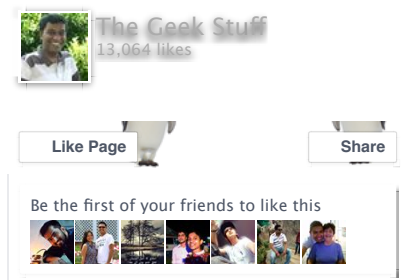 The Geek Stuff
13,064 likes
Like Page
Share
Be the first of your friends to like this